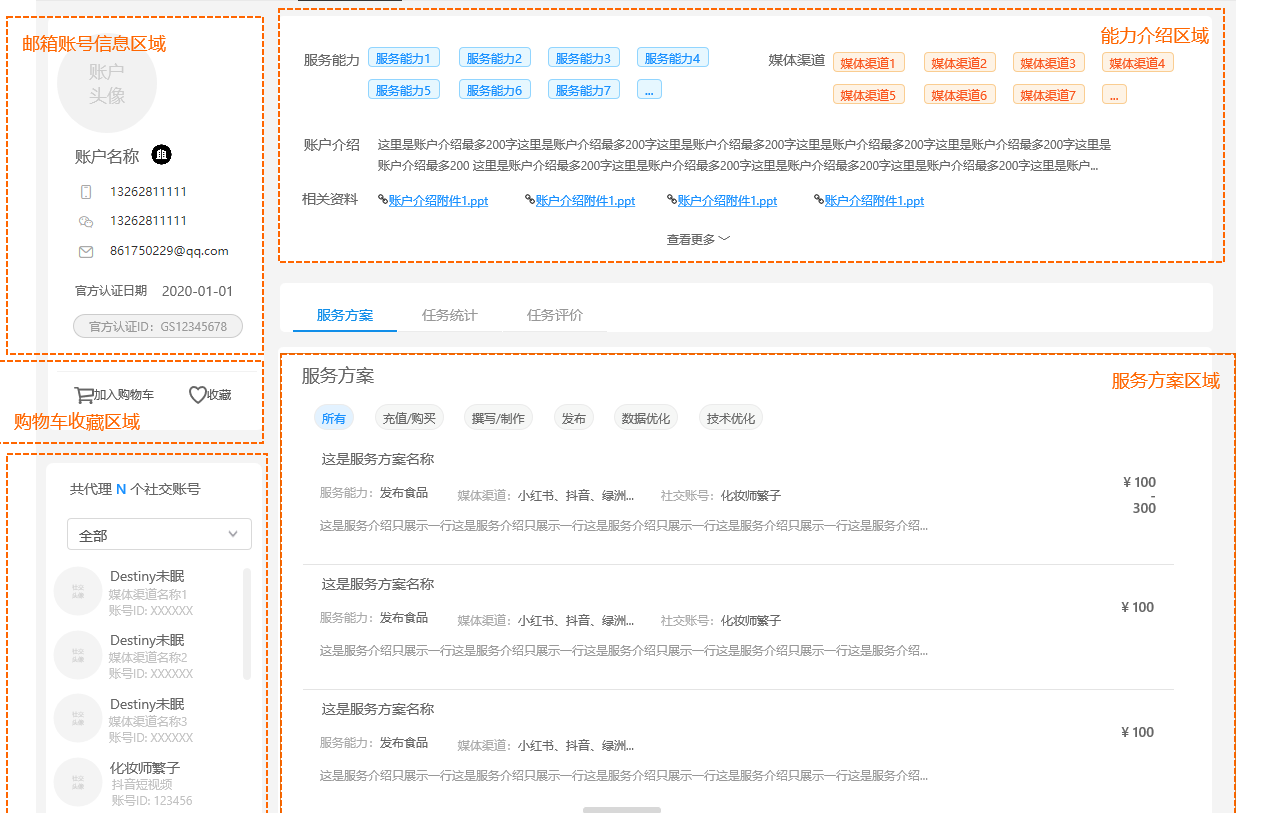 邮箱账号信息区域
账户
头像
账户名称
13262811111
13262811111
861750229@qq.com
官方认证日期 2020-01-01
官方认证ID：GS12345678
加入购物车 收藏
购物车收藏区域
共代理 N 个社交账号
全部
社交
头像
Destiny未眠
媒体渠道名称1
账号ID: XXXXXX
社交
头像
Destiny未眠
媒体渠道名称2
账号ID: XXXXXX
社交
头像
Destiny未眠
媒体渠道名称3
账号ID: XXXXXX
社交
头像
化妆师繁子
抖音短视频
账号ID: 123456
能力介绍区域
服务能力 服务能力1 服务能力2 服务能力3 服务能力4
服务能力5 服务能力6 服务能力7 ...
媒体渠道 媒体渠道1 媒体渠道2 媒体渠道3 媒体渠道4
媒体渠道5 媒体渠道6 媒体渠道7 ...
账户介绍 这里是账户介绍最多200字这里是账户介绍最多200字这里是账户介绍最多200字这里是账户介绍最多200字这里是账户介绍最多200字这里是
账户介绍最多200 这里是账户介绍最多200字这里是账户介绍最多200字这里是账户介绍最多200字这里是账户介绍最多200字这里是账户...
相关资料 账户介绍附件1.ppt 账户介绍附件1.ppt 账户介绍附件1.ppt 账户介绍附件1.ppt
查看更多
服务方案 任务统计 任务评价
服务方案
服务方案区域
所有 充值/购买 撰写/制作 发布 数据优化 技术优化
这是服务方案名称
服务能力：发布食品 媒体渠道：小红书、抖音、绿洲... 社交账号：化妆师繁子
这是服务介绍只展示一行这是服务介绍只展示一行这是服务介绍只展示一行这是服务介绍只展示一行这是服务介绍...
¥ 100
-
300
这是服务方案名称
服务能力：发布食品 媒体渠道：小红书、抖音、绿洲... 社交账号：化妆师繁子
这是服务介绍只展示一行这是服务介绍只展示一行这是服务介绍只展示一行这是服务介绍只展示一行这是服务介绍...
¥ 100
这是服务方案名称
服务能力：发布食品 媒体渠道：小红书、抖音、绿洲...
这是服务介绍只展示一行这是服务介绍只展示一行这是服务介绍只展示一行这是服务介绍只展示一行这是服务介绍...
¥ 100